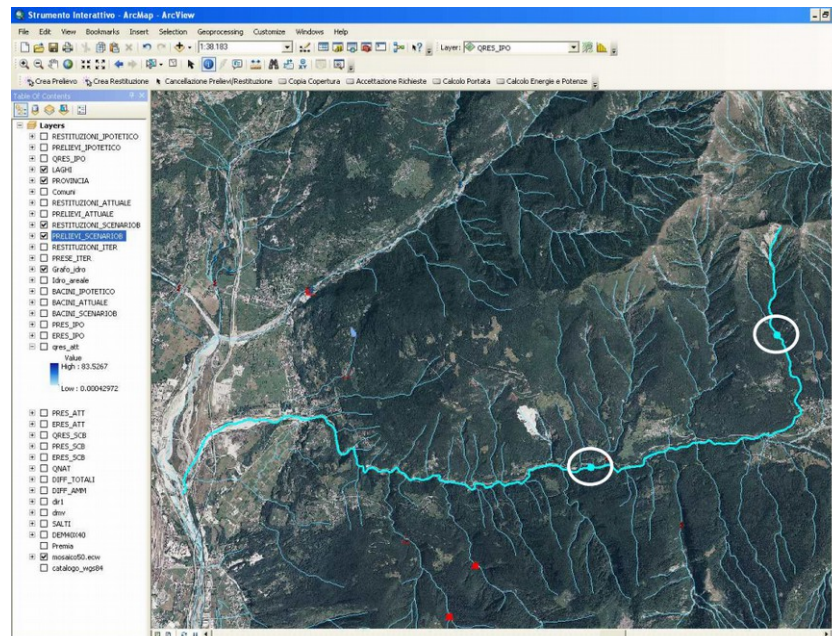 Strumento Interattivo - ArcMap - ArcView
File Edit View Bookmarks Insert Selection Geoprocessing Customize Windows Help
1:38.183 Layer: QRES_IPO
Crea Prelievo Crea Restituzione Cancellazione Prelievi/Restituzione Copia Copertura Accettazione Richieste Calcolo Portata Calcolo Energie e Potenze
Table Of Contents
Layers
RESTITUZIONI_IPOTETICO
PRELIEVI_IPOTETICO
QRES_IPO
LAGHI
PROVINCIA
Comuni
RESTITUZIONI_ATTUALE
PRELIEVI_ATTUALE
RESTITUZIONI_SCENARIOB
PRELIEVI_SCENARIOB
RESTITUZIONI_ITER
PRESE_ITER
Grafo_idro
Idro_areale
BACINI_IPOTETICO
BACINI_ATTUALE
BACINI_SCENARIOB
PRES_IPO
ERES_IPO
qres_att
Value
High : 83.5267
Low : 0.00042972
PRES_ATT
ERES_ATT
QRES_SCB
PRES_SCB
ERES_SCB
QNAT
DIFF_TOTALI
DIFF_AMM
dir1
dmv
SALTI
DEM40X40
Premia
mosaico50.ecw
catalogo_wgs84